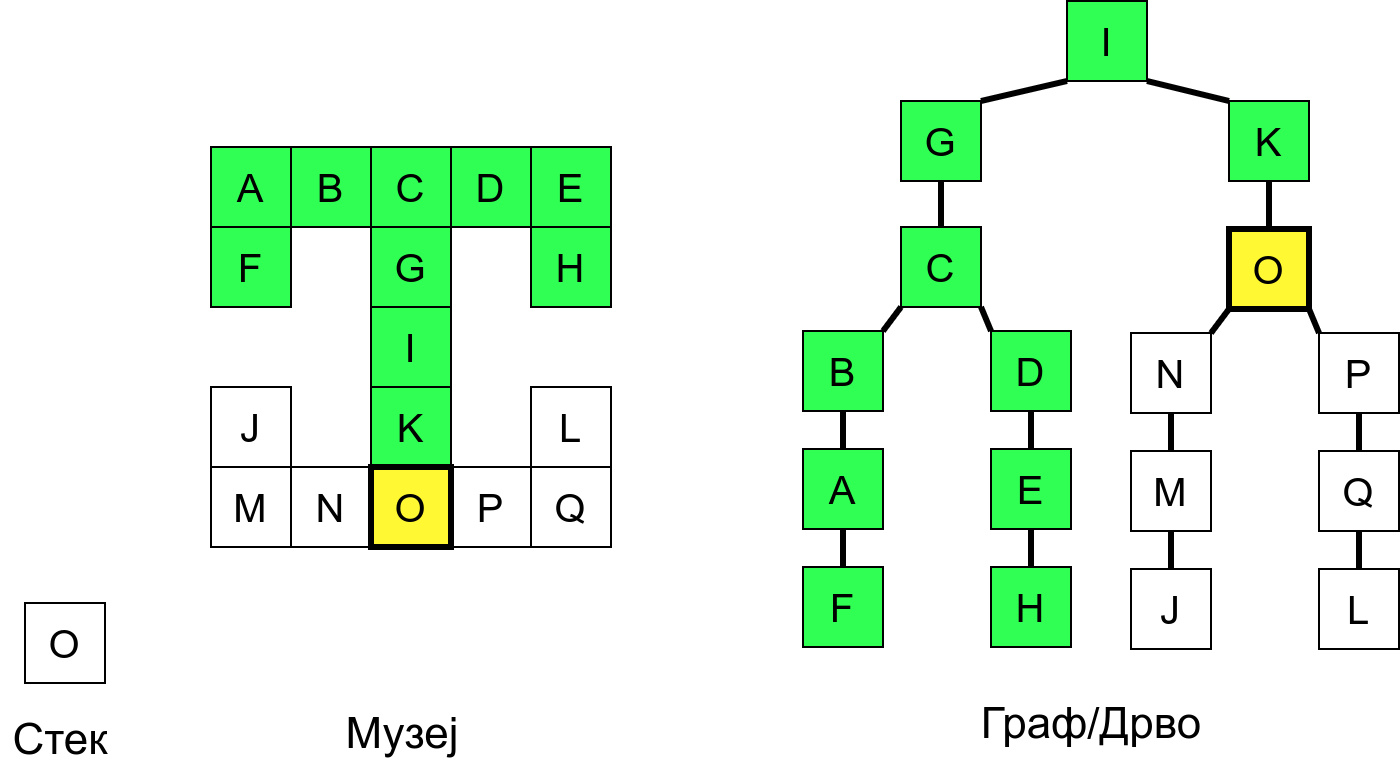 I
G K
A B C D E
F G H
C O
I
B D N P
J K L
M N O P Q
A E M Q
F H J L
O
Стек
Музеј
Граф/Дрво